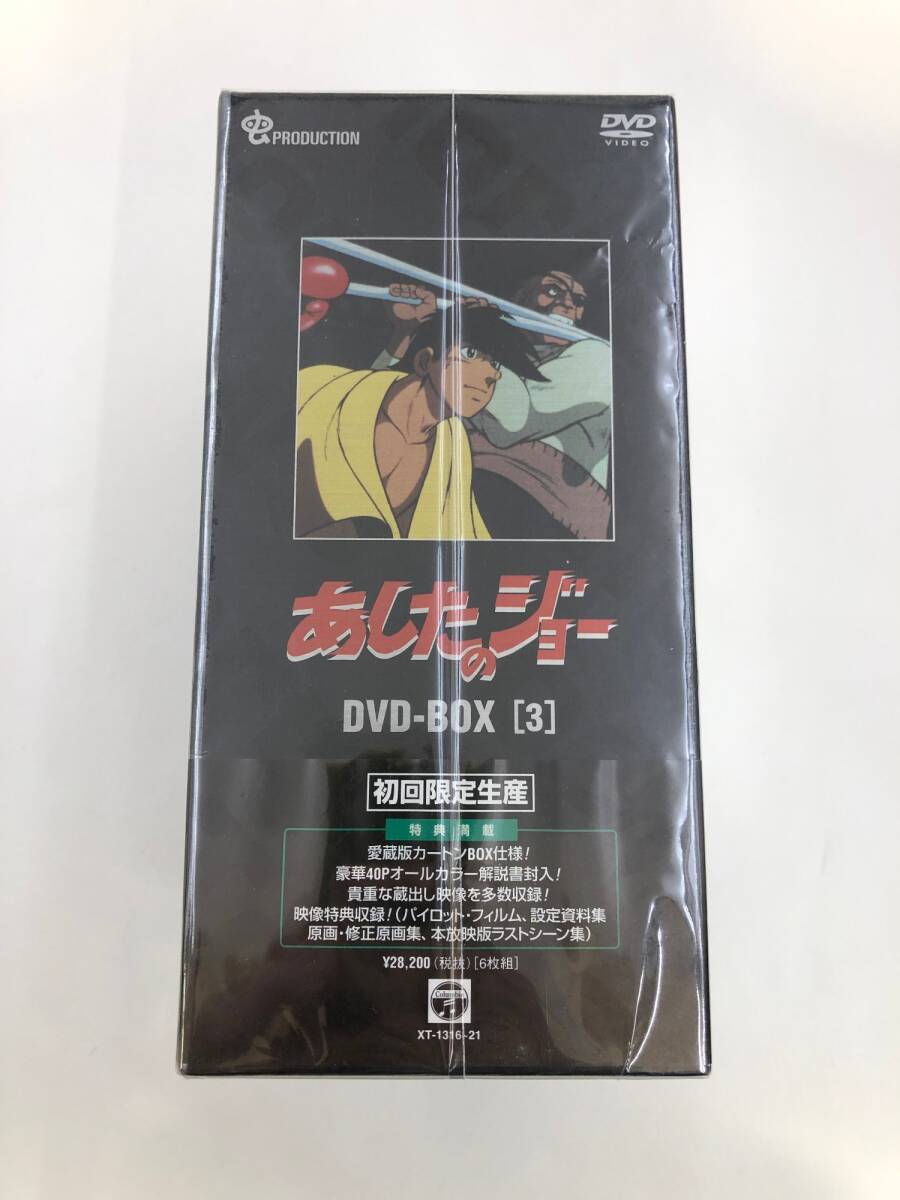 虫 PRODUCTION
DVD
VIDEO
あしたのジョー
DVD-BOX [3]
初回限定生産
特典満載
愛蔵版カートンBOX仕様!
豪華40Pオールカラー解説書封入!
貴重な蔵出し映像を多数収録!
映像特典収録!(パイロット・フィルム、設定資料集
原画・修正原画集、本放映版ラストシーン集)
¥28,200(税抜)[6枚組]
Columbia
XT-1316~21